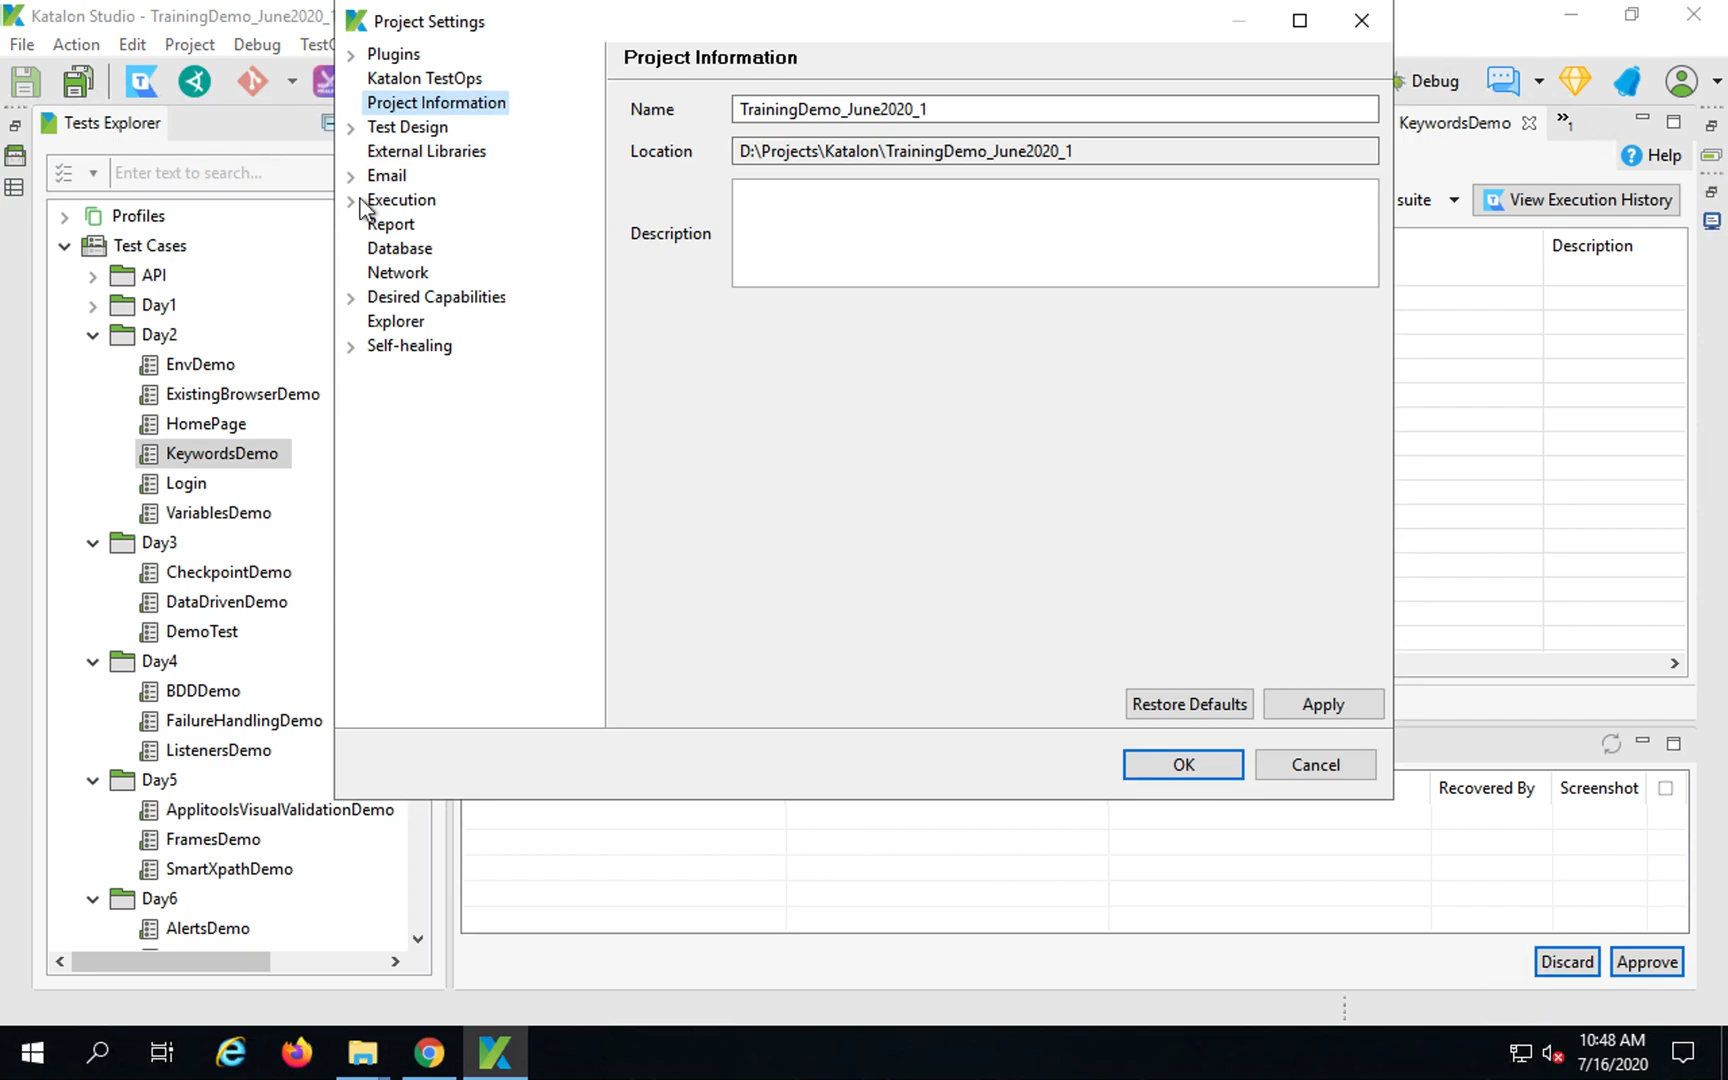 Katalon Studio - TrainingDemo_June2020_1
File Action Edit Project Debug TestO
Debug
Tests Explorer
Enter text to search...
Profiles
Test Cases
API
Day1
Day2
EnvDemo
ExistingBrowserDemo
HomePage
KeywordsDemo
Login
VariablesDemo
Day3
CheckpointDemo
DataDrivenDemo
DemoTest
Day4
BDDDemo
FailureHandlingDemo
ListenersDemo
Day5
ApplitoolsVisualValidationDemo
FramesDemo
SmartXpathDemo
Day6
AlertsDemo
Project Settings
Plugins
Katalon TestOps
Project Information
Test Design
External Libraries
Email
Execution
Report
Database
Network
Desired Capabilities
Explorer
Self-healing
Project Information
Name TrainingDemo_June2020_1
Location D:\Projects\Katalon\TrainingDemo_June2020_1
Description
Restore Defaults Apply
OK Cancel
KeywordsDemo
»1
Help
suite View Execution History
Description
Recovered By Screenshot
Discard Approve
10:48 AM
7/16/2020